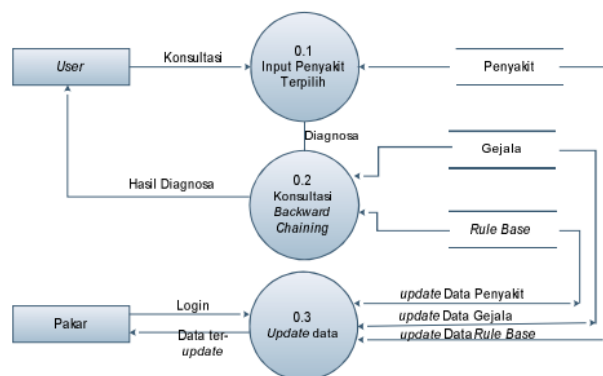 User
Konsultasi
0.1
Input Penyakit
Terpilih
Penyakit
Diagnosa
Gejala
Hasil Diagnosa
0.2
Konsultasi
Backward
Chaining
Rule Base
Pakar
Login
Data ter-
update
0.3
Update data
update Data Penyakit
update Data Gejala
update Data Rule Base